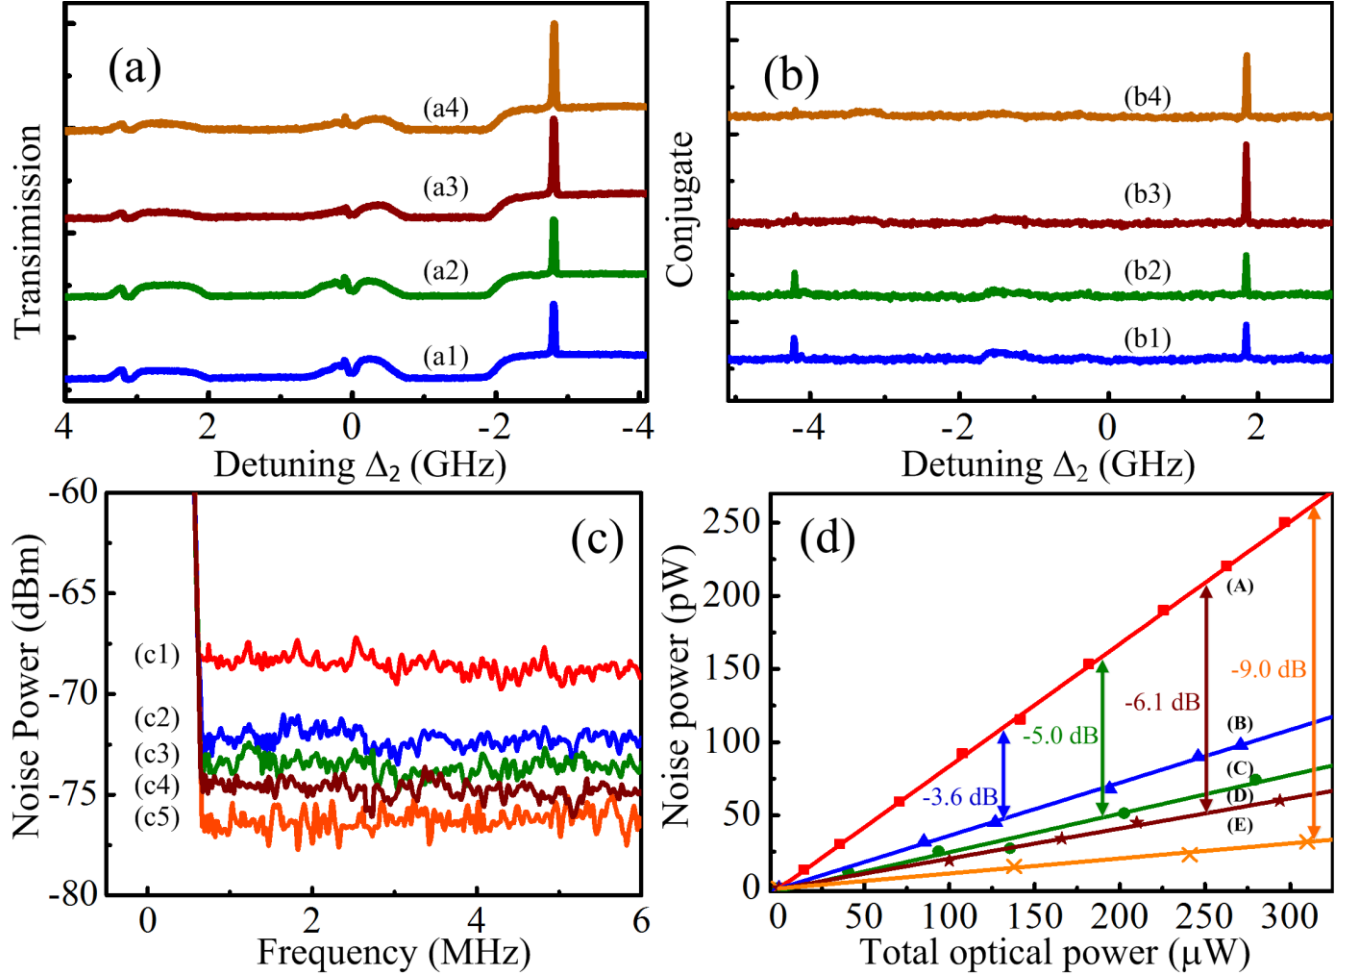 (a)
(a4)
(a3)
(a2)
(a1)
Transimission
4 2 0 -2 -4
Detuning Δ₂ (GHz)
(b)
(b4)
(b3)
(b2)
(b1)
Conjugate
-4 -2 0 2
Detuning Δ₂ (GHz)
-60
-65
-70
-75
-80
Noise Power (dBm)
(c)
(c1)
(c2)
(c3)
(c4)
(c5)
0 2 4 6
Frequency (MHz)
250
200
150
100
50
0
Noise power (pW)
(d)
(A)
-9.0 dB
-6.1 dB
(B)
-5.0 dB
(C)
-3.6 dB
(D)
(E)
0 50 100 150 200 250 300
Total optical power (μW)